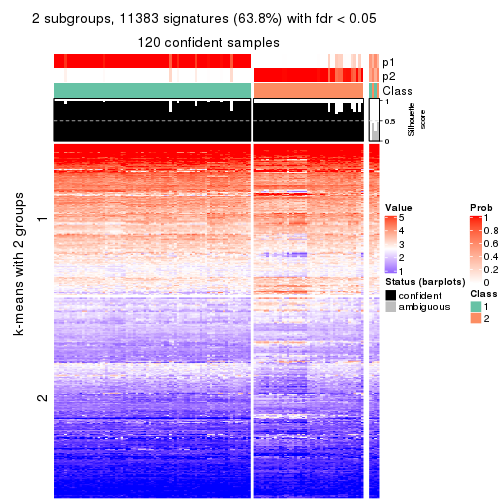 2 subgroups, 11383 signatures (63.8%) with fdr < 0.05
120 confident samples
p1
p2
Class
1
0.5
0
Silhouette
score
k-means with 2 groups
1
2
Value
5
4
3
2
1
Status (barplots)
confident
ambiguous
Prob
1
0.8
0.6
0.4
0.2
0
Class
1
2